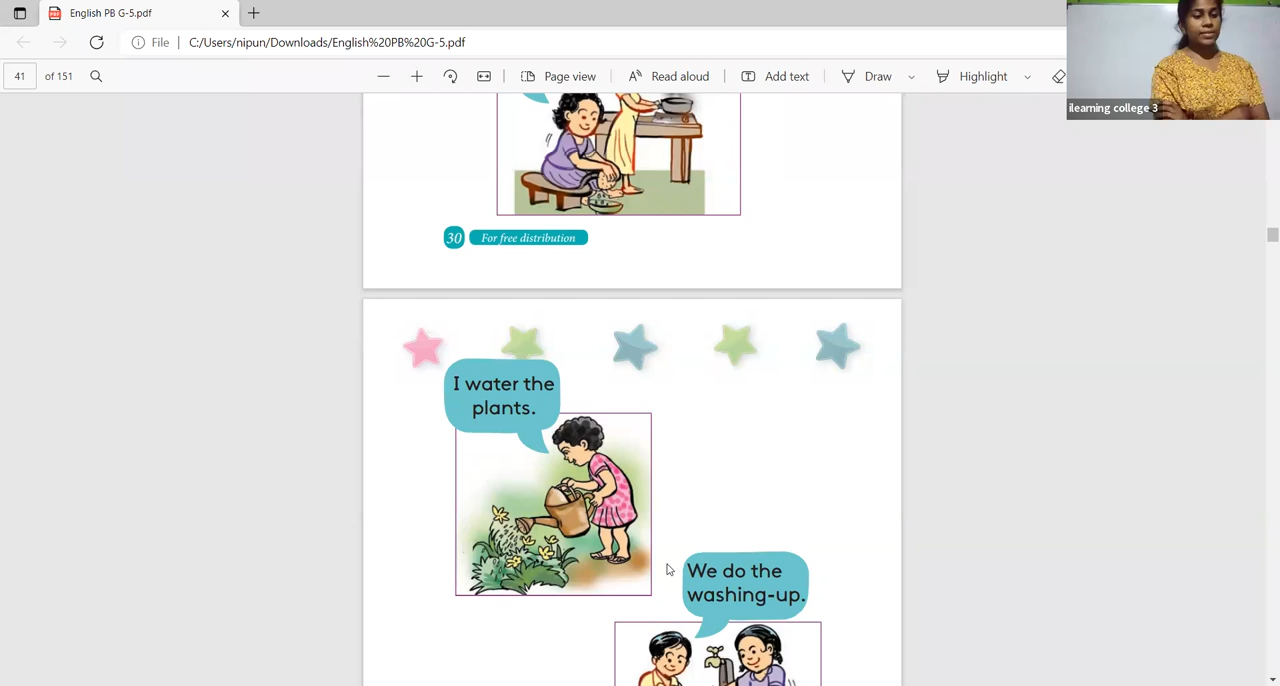 English PB G-5.pdf
File
C:/Users/nipun/Downloads/English%20PB%20G-5.pdf
41 of 151
Page view
Read aloud
Add text
Draw
Highlight
ilearning college 3
30 For free distribution
I water the
plants.
We do the
washing-up.